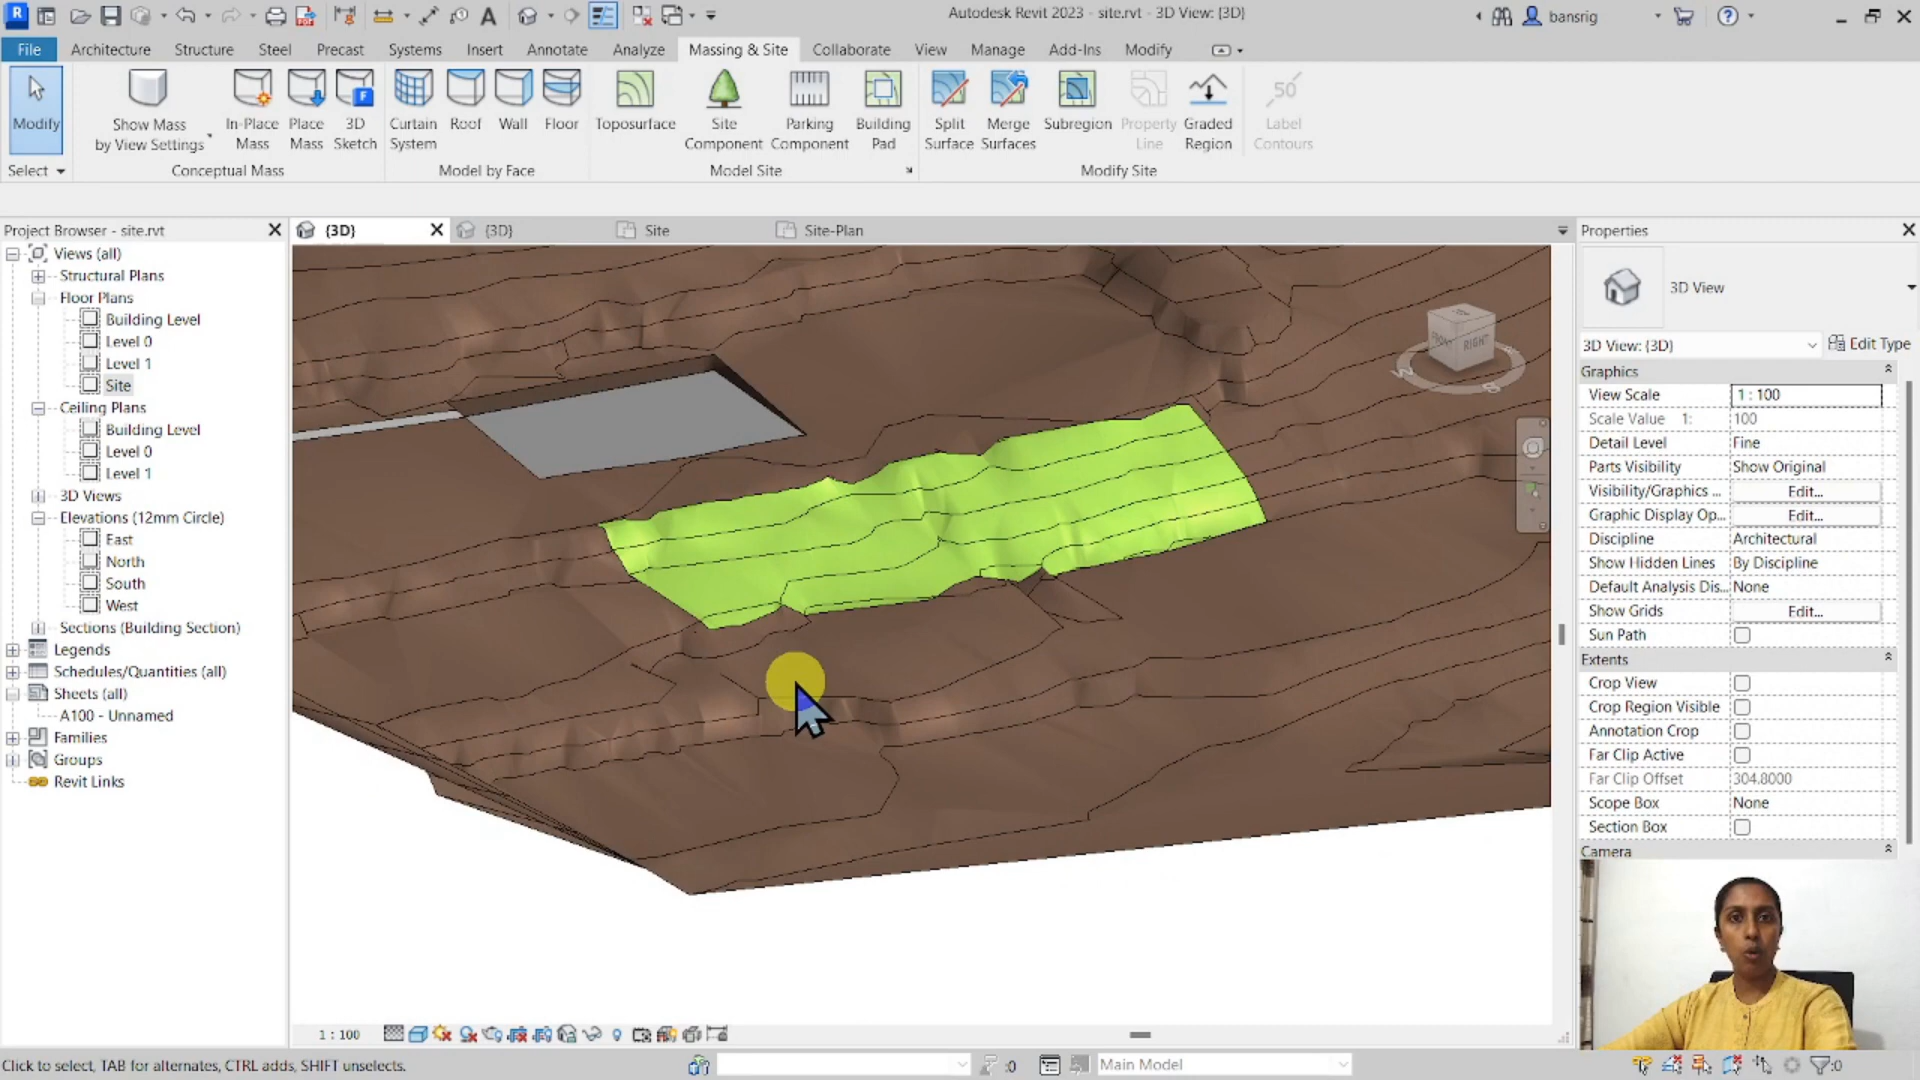 Autodesk Revit 2023 - site.rvt - 3D View: {3D}
bansrig
File Architecture Structure Steel Precast Systems Insert Annotate Analyze Massing & Site Collaborate View Manage Add-Ins Modify
Modify
Show Mass
by View Settings
In-Place
Mass
Place
Mass
3D
Sketch
Curtain
System
Roof
Wall
Floor
Toposurface
Site
Component
Parking
Component
Building
Pad
Split
Surface
Merge
Surfaces
Subregion
Property
Line
Graded
Region
50
Label
Contours
Select
Conceptual Mass
Model by Face
Model Site
Modify Site
Project Browser - site.rvt
{3D}
{3D}
Site
Site-Plan
Properties
Views (all)
Structural Plans
Floor Plans
Building Level
Level 0
Level 1
Site
Ceiling Plans
Building Level
Level 0
Level 1
3D Views
Elevations (12mm Circle)
East
North
South
West
Sections (Building Section)
Legends
Schedules/Quantities (all)
Sheets (all)
A100 - Unnamed
Families
Groups
Revit Links
TOP
FRONT
RIGHT
3D View
3D View: {3D}
Edit Type
Graphics
View Scale 1 : 100
Scale Value 1: 100
Detail Level Fine
Parts Visibility Show Original
Visibility/Graphics ... Edit...
Graphic Display Op... Edit...
Discipline Architectural
Show Hidden Lines By Discipline
Default Analysis Dis... None
Show Grids Edit...
Sun Path
Extents
Crop View
Crop Region Visible
Annotation Crop
Far Clip Active
Far Clip Offset 304.8000
Scope Box None
Section Box
Camera
1 : 100
Click to select, TAB for alternates, CTRL adds, SHIFT unselects.
:0
Main Model
:0